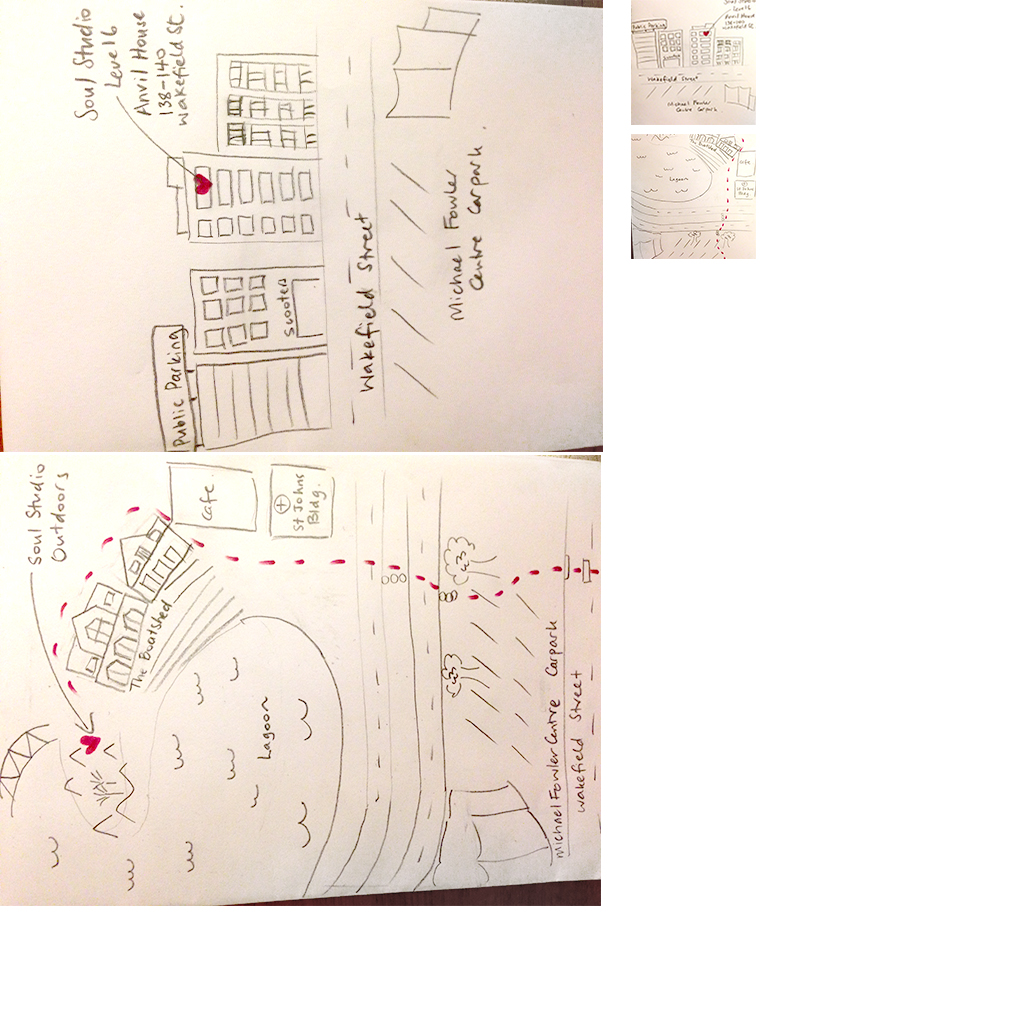 Soul Studio
Level 6
Anvil House
138-140
Wakefield St.
Public Parking
Scooters
Wakefield Street
Michael Fowler
Centre Carpark.
Soul Studio
Outdoors
The Boatshed
Cafe.
St Johns
Bldg.
Lagoon
Michael Fowler Centre Carpark
Wakefield Street
Soul Studio
Level 6
Anvil House
138-140
Wakefield St.
Public Parking
Wakefield Street
Michael Fowler
Centre Carpark
The Boatshed
Cafe
St Johns
Bldg.
Lagoon